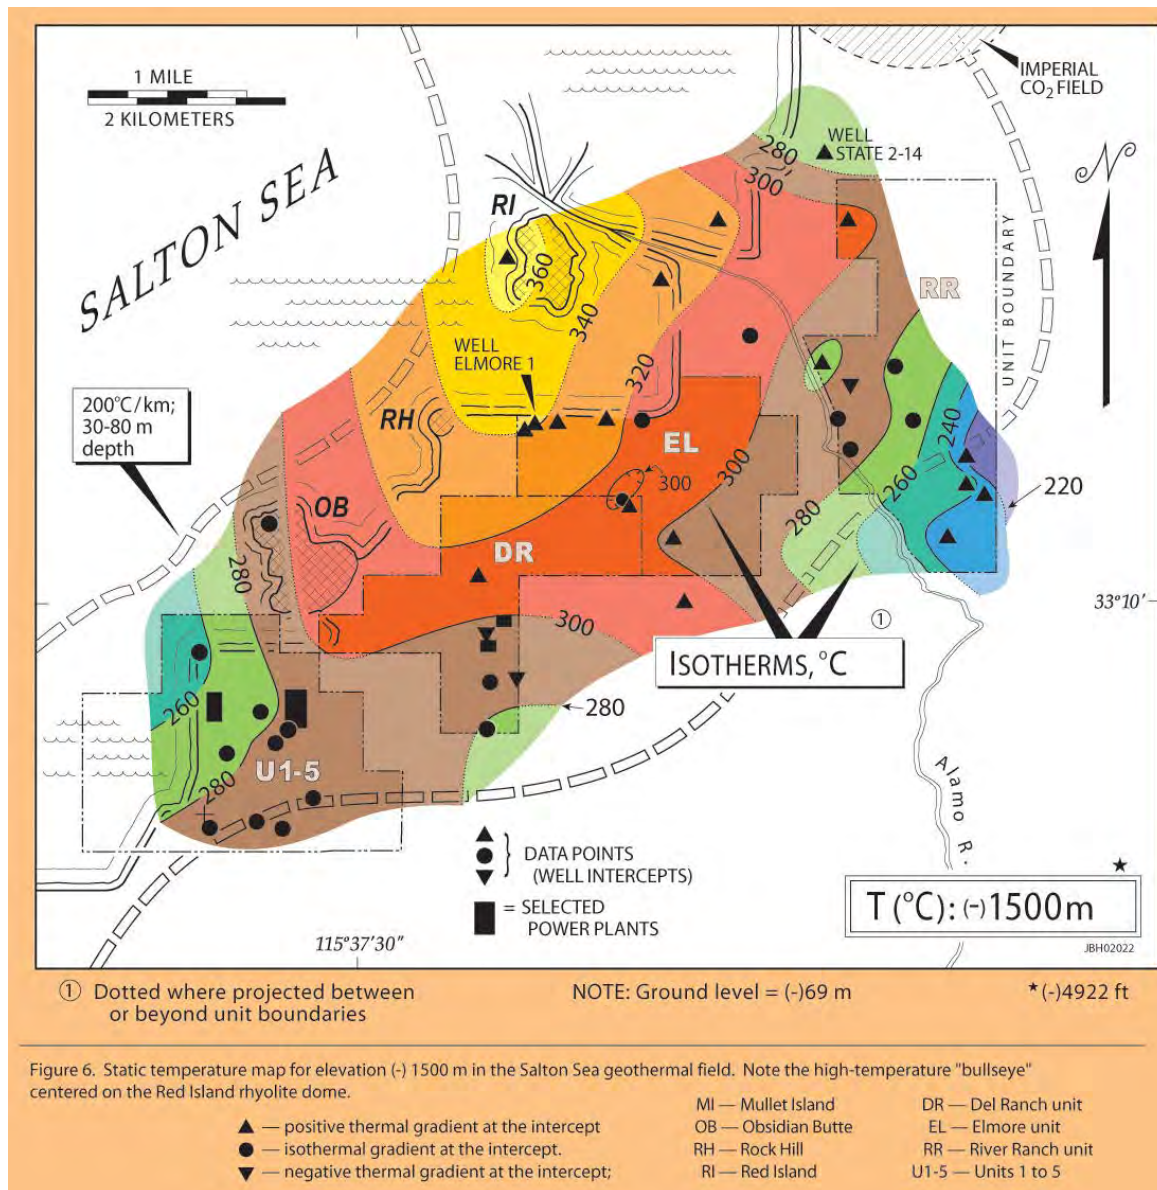 1 MILE
2 KILOMETERS
IMPERIAL
CO₂ FIELD
WELL
STATE 2-14
N
SALTON SEA
280
300
RI
360
UNIT BOUNDARY
RR
340
WELL
ELMORE 1
320
200°C/km;
30-80 m
depth
RH
EL
240
300
300
260
220
OB
280
DR
280
33°10'
300
①
ISOTHERMS, °C
260
280
280
U1-5
Alamo R.
DATA POINTS
(WELL INTERCEPTS)
= SELECTED
POWER PLANTS
★
T (°C): (-)1500m
115°37'30"
JBH02022
① Dotted where projected between
or beyond unit boundaries
NOTE: Ground level = (-)69 m
★(-)4922 ft
Figure 6. Static temperature map for elevation (-) 1500 m in the Salton Sea geothermal field. Note the high-temperature "bullseye"
centered on the Red Island rhyolite dome.
▲ — positive thermal gradient at the intercept
● — isothermal gradient at the intercept.
▼ — negative thermal gradient at the intercept;
MI — Mullet Island
OB — Obsidian Butte
RH — Rock Hill
RI — Red Island
DR — Del Ranch unit
EL — Elmore unit
RR — River Ranch unit
U1-5 — Units 1 to 5